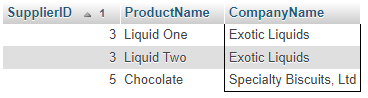 SupplierID 1 ProductName CompanyName
3 Liquid One Exotic Liquids
3 Liquid Two Exotic Liquids
5 Chocolate Specialty Biscuits, Ltd